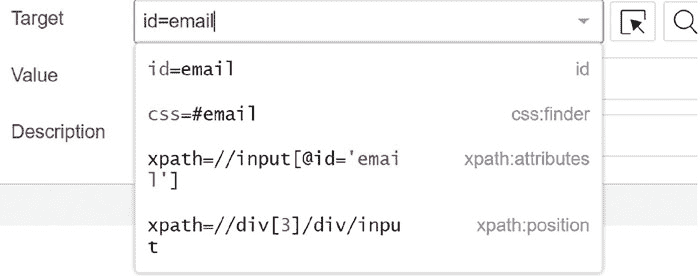 Target
id=email
id=email id
Value
css=#email css:finder
Description
xpath=//input[@id='emai xpath:attributes
l']
xpath=//div[3]/div/inpu xpath:position
t